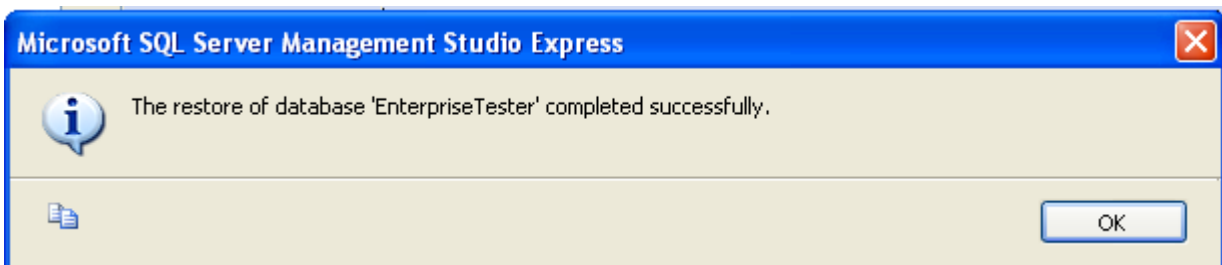 Microsoft SQL Server Management Studio Express
The restore of database 'EnterpriseTester' completed successfully.
OK